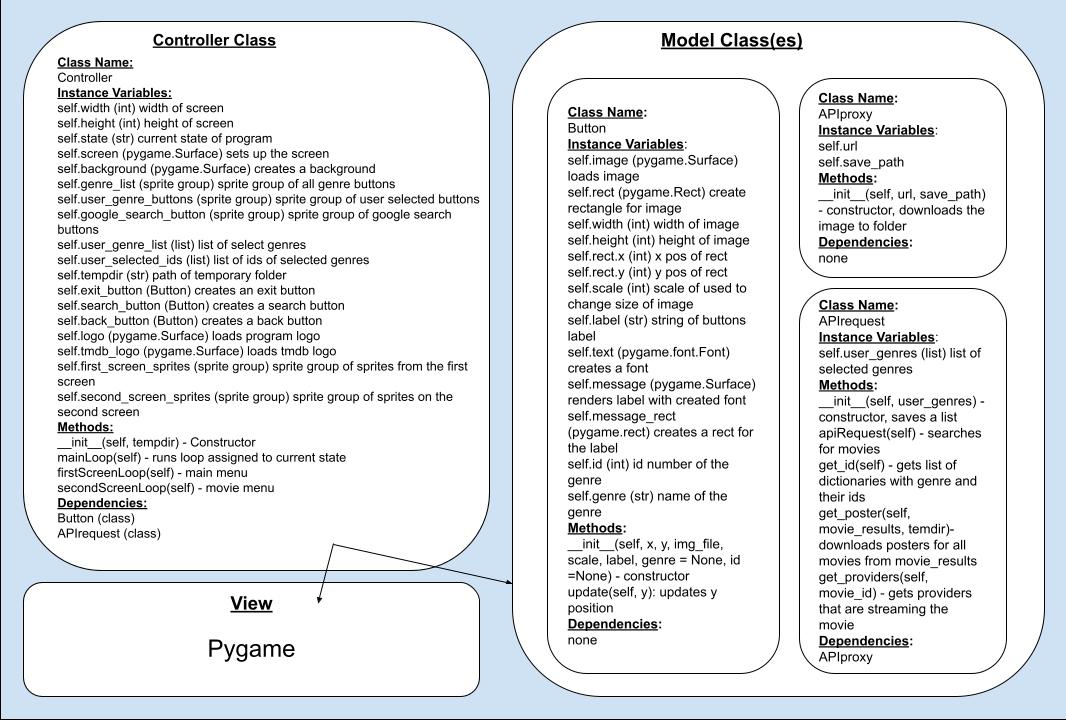 Controller Class
Class Name:
Controller
Instance Variables:
self.width (int) width of screen
self.height (int) height of screen
self.state (str) current state of program
self.screen (pygame.Surface) sets up the screen
self.background (pygame.Surface) creates a background
self.genre_list (sprite group) sprite group of all genre buttons
self.user_genre_buttons (sprite group) sprite group of user selected buttons
self.google_search_button (sprite group) sprite group of google search
buttons
self.user_genre_list (list) list of select genres
self.user_selected_ids (list) list of ids of selected genres
self.tempdir (str) path of temporary folder
self.exit_button (Button) creates an exit button
self.search_button (Button) creates a search button
self.back_button (Button) creates a back button
self.logo (pygame.Surface) loads program logo
self.tmdb_logo (pygame.Surface) loads tmdb logo
self.first_screen_sprites (sprite group) sprite group of sprites from the first
screen
self.second_screen_sprites (sprite group) sprite group of sprites on the
second screen
Methods:
__init__(self, tempdir) - Constructor
mainLoop(self) - runs loop assigned to current state
firstScreenLoop(self) - main menu
secondScreenLoop(self) - movie menu
Dependencies:
Button (class)
APIrequest (class)
View
Pygame
Model Class(es)
Class Name:
Button
Instance Variables:
self.image (pygame.Surface)
loads image
self.rect (pygame.Rect) create
rectangle for image
self.width (int) width of image
self.height (int) height of image
self.rect.x (int) x pos of rect
self.rect.y (int) y pos of rect
self.scale (int) scale of used to
change size of image
self.label (str) string of buttons
label
self.text (pygame.font.Font)
creates a font
self.message (pygame.Surface)
renders label with created font
self.message_rect
(pygame.rect) creates a rect for
the label
self.id (int) id number of the
genre
self.genre (str) name of the
genre
Methods:
__init__(self, x, y, img_file,
scale, label, genre = None, id
=None) - constructor
update(self, y): updates y
position
Dependencies:
none
Class Name:
APIproxy
Instance Variables:
self.url
self.save_path
Methods:
__init__(self, url, save_path)
- constructor, downloads the
image to folder
Dependencies:
none
Class Name:
APIrequest
Instance Variables:
self.user_genres (list) list of
selected genres
Methods:
__init__(self, user_genres) -
constructor, saves a list
apiRequest(self) - searches
for movies
get_id(self) - gets list of
dictionaries with genre and
their ids
get_poster(self,
movie_results, temdir)-
downloads posters for all
movies from movie_results
get_providers(self,
movie_id) - gets providers
that are streaming the
movie
Dependencies:
APIproxy